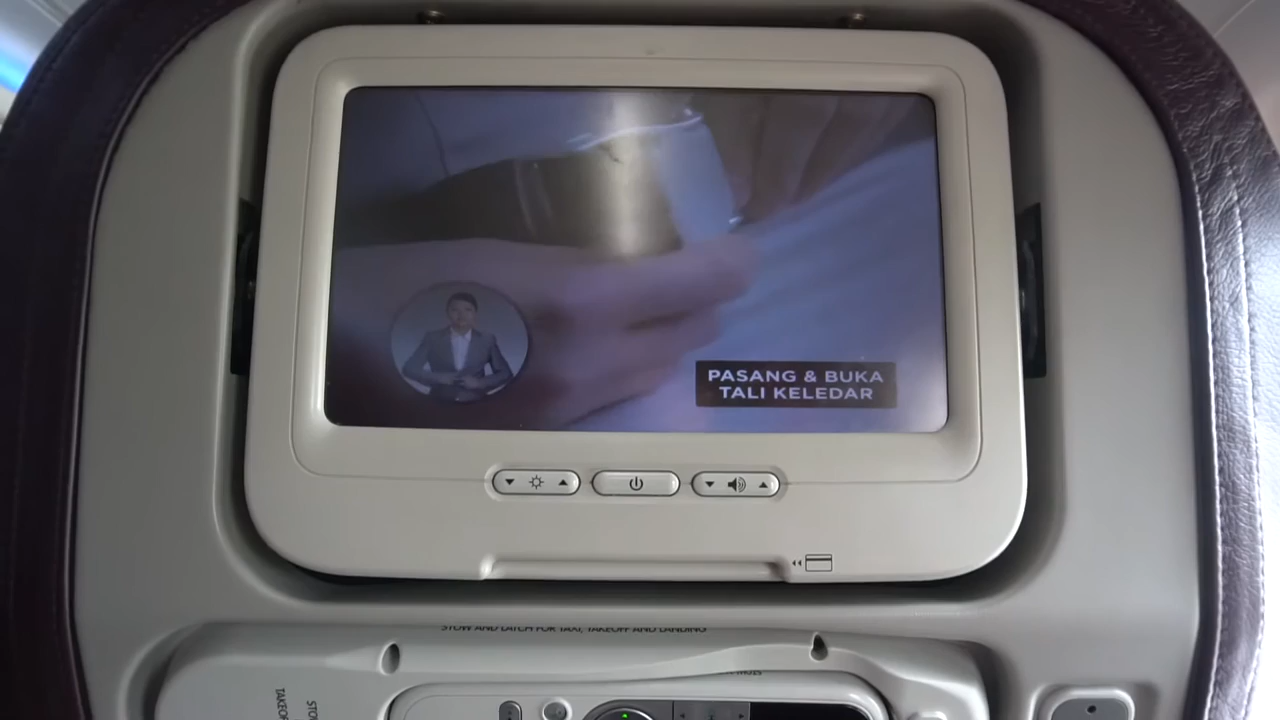 PASANG & BUKA
TALI KELEDAR
STOW AND LATCH FOR TAXI, TAKEOFF AND LANDING